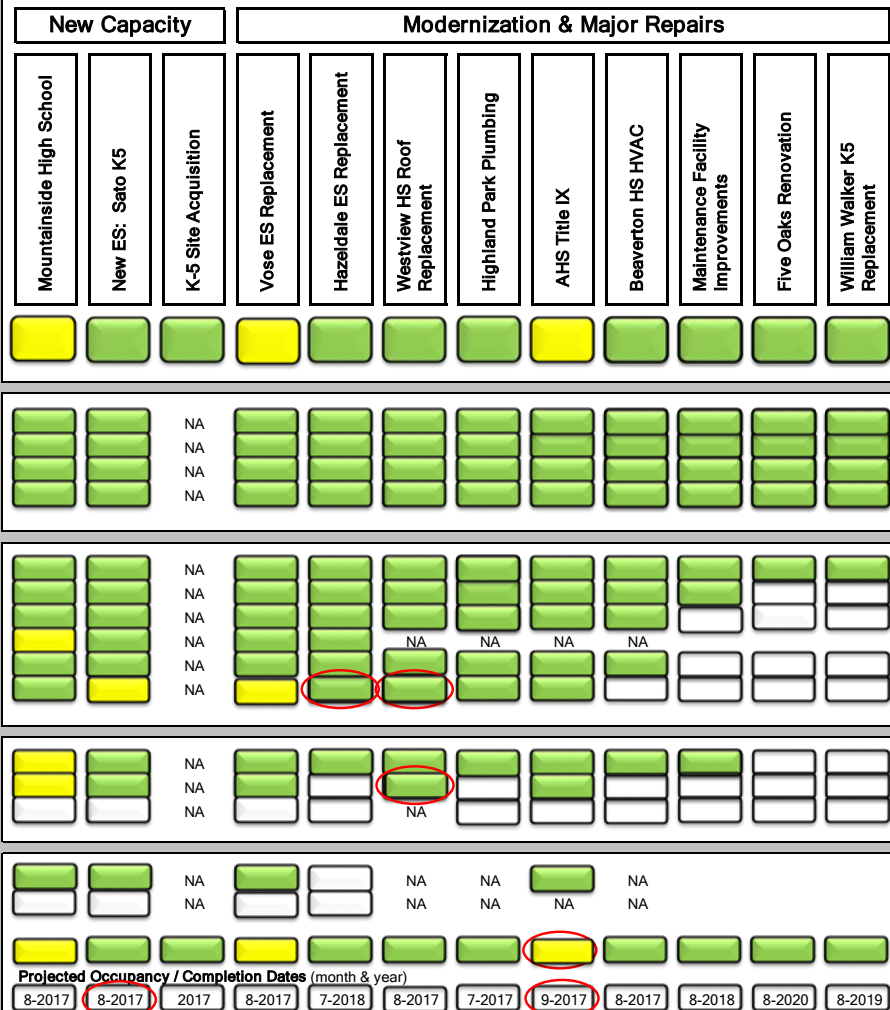 New Capacity
Modernization & Major Repairs
Mountainside High School
New ES: Sato K5
K-5 Site Acquisition
Vose ES Replacement
Hazeldale ES Replacement
Westview HS Roof
Replacement
Highland Park Plumbing
AHS Title IX
Beaverton HS HVAC
Maintenance Facility
Improvements
Five Oaks Renovation
William Walker K5
Replacement
NA
NA
NA
NA
NA
NA
NA
NA NA NA NA NA
NA
NA
NA
NA
NA NA
NA NA NA NA
NA NA NA NA NA
Projected Occupancy / Completion Dates (month & year)
8-2017 8-2017 2017 8-2017 7-2018 8-2017 7-2017 9-2017 8-2017 8-2018 8-2020 8-2019